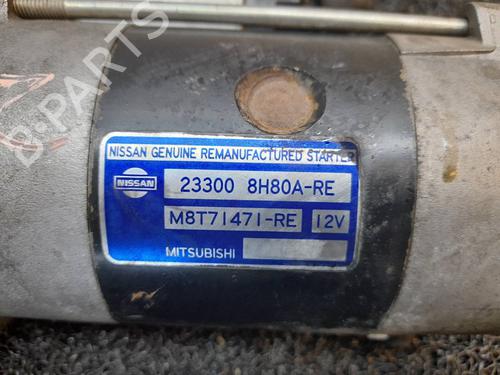 B-PARTS
NISSAN GENUINE REMANUFACTURED STARTER
NISSAN 23300 8H80A-RE
M8T71471-RE 12V
MITSUBISHI